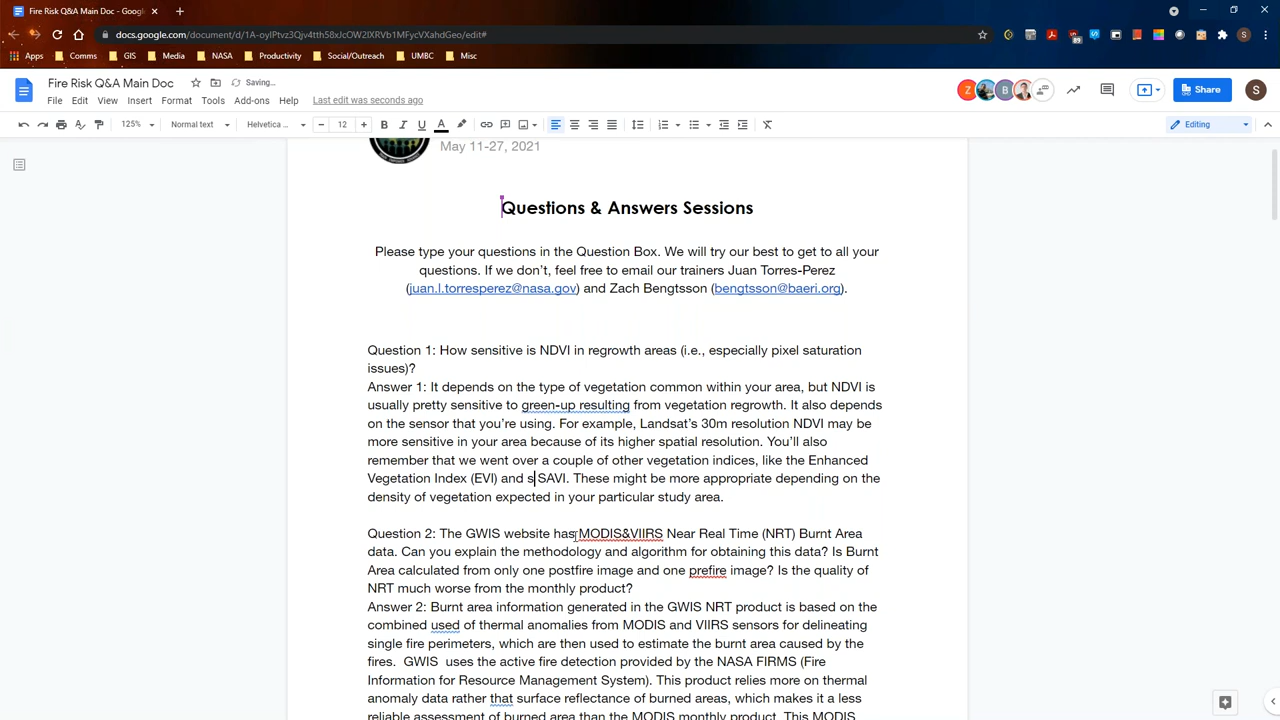 Fire Risk Q&A Main Doc - Google
docs.google.com/document/d/1A-oyIPtvz3Qjv4tth58xJcOW2IXRVb1MFycVXahdGeo/edit#
Apps Comms GIS Media NASA Productivity Social/Outreach UMBC Misc
Fire Risk Q&A Main Doc Saving...
File Edit View Insert Format Tools Add-ons Help Last edit was seconds ago
Z B Share S
125% Normal text Helvetica ... 12 B I U A Editing
May 11-27, 2021
Questions & Answers Sessions
Please type your questions in the Question Box. We will try our best to get to all your
questions. If we don't, feel free to email our trainers Juan Torres-Perez
(juan.l.torresperez@nasa.gov) and Zach Bengtsson (bengtsson@baeri.org).
Question 1: How sensitive is NDVI in regrowth areas (i.e., especially pixel saturation
issues)?
Answer 1: It depends on the type of vegetation common within your area, but NDVI is
usually pretty sensitive to green-up resulting from vegetation regrowth. It also depends
on the sensor that you're using. For example, Landsat's 30m resolution NDVI may be
more sensitive in your area because of its higher spatial resolution. You'll also
remember that we went over a couple of other vegetation indices, like the Enhanced
Vegetation Index (EVI) and s SAVI. These might be more appropriate depending on the
density of vegetation expected in your particular study area.
Question 2: The GWIS website has MODIS&VIIRS Near Real Time (NRT) Burnt Area
data. Can you explain the methodology and algorithm for obtaining this data? Is Burnt
Area calculated from only one postfire image and one prefire image? Is the quality of
NRT much worse from the monthly product?
Answer 2: Burnt area information generated in the GWIS NRT product is based on the
combined used of thermal anomalies from MODIS and VIIRS sensors for delineating
single fire perimeters, which are then used to estimate the burnt area caused by the
fires. GWIS uses the active fire detection provided by the NASA FIRMS (Fire
Information for Resource Management System). This product relies more on thermal
anomaly data rather that surface reflectance of burned areas, which makes it a less
reliable assessment of burned area than the MODIS monthly product. This MODIS